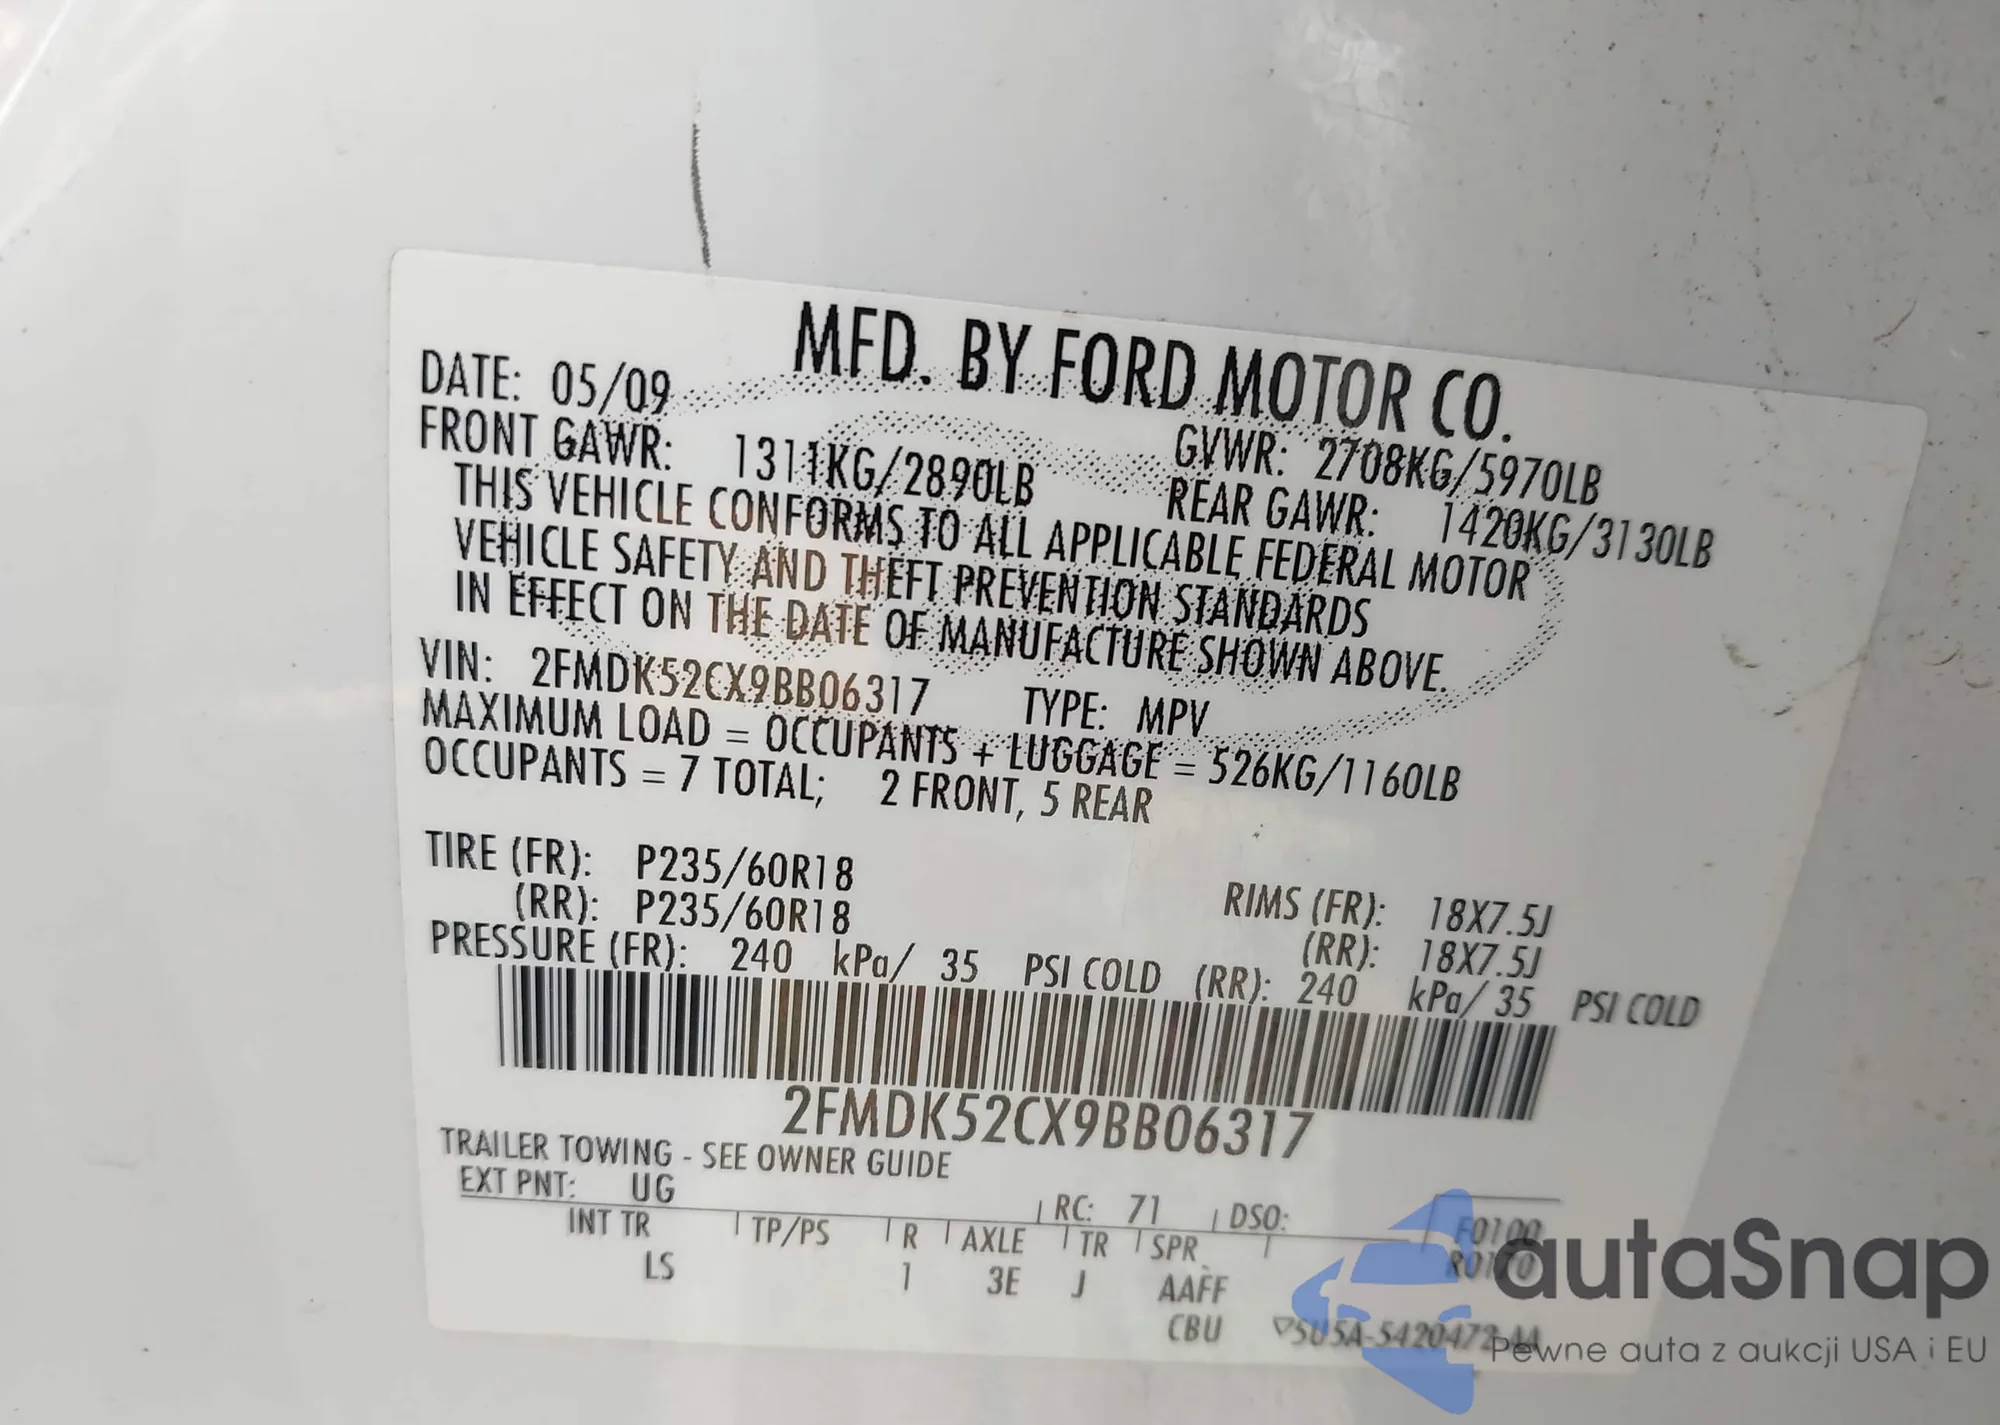 MFD. BY FORD MOTOR CO.
DATE: 05/09 GVWR: 2708KG/5970LB
FRONT GAWR: 1311KG/2890LB REAR GAWR: 1420KG/3130LB
THIS VEHICLE CONFORMS TO ALL APPLICABLE FEDERAL MOTOR
VEHICLE SAFETY AND THEFT PREVENTION STANDARDS
IN EFFECT ON THE DATE OF MANUFACTURE SHOWN ABOVE.
VIN: 2FMDK52CX9BB06317 TYPE: MPV
MAXIMUM LOAD = OCCUPANTS + LUGGAGE = 526KG/1160LB
OCCUPANTS = 7 TOTAL; 2 FRONT, 5 REAR
TIRE (FR): P235/60R18 RIMS (FR): 18X7.5J
(RR): P235/60R18 (RR): 18X7.5J
PRESSURE (FR): 240 kPa/ 35 PSI COLD (RR): 240 kPa/ 35 PSI COLD
2FMDK52CX9BB06317
TRAILER TOWING - SEE OWNER GUIDE
EXT PNT: UG RC: 71 DSO: F0100
INT TR TP/PS R AXLE TR SPR R0170
LS 1 3E J AAFF
CBU ▽5U5A-5420472-AA
autaSnap
Pewne auta z aukcji USA i EU